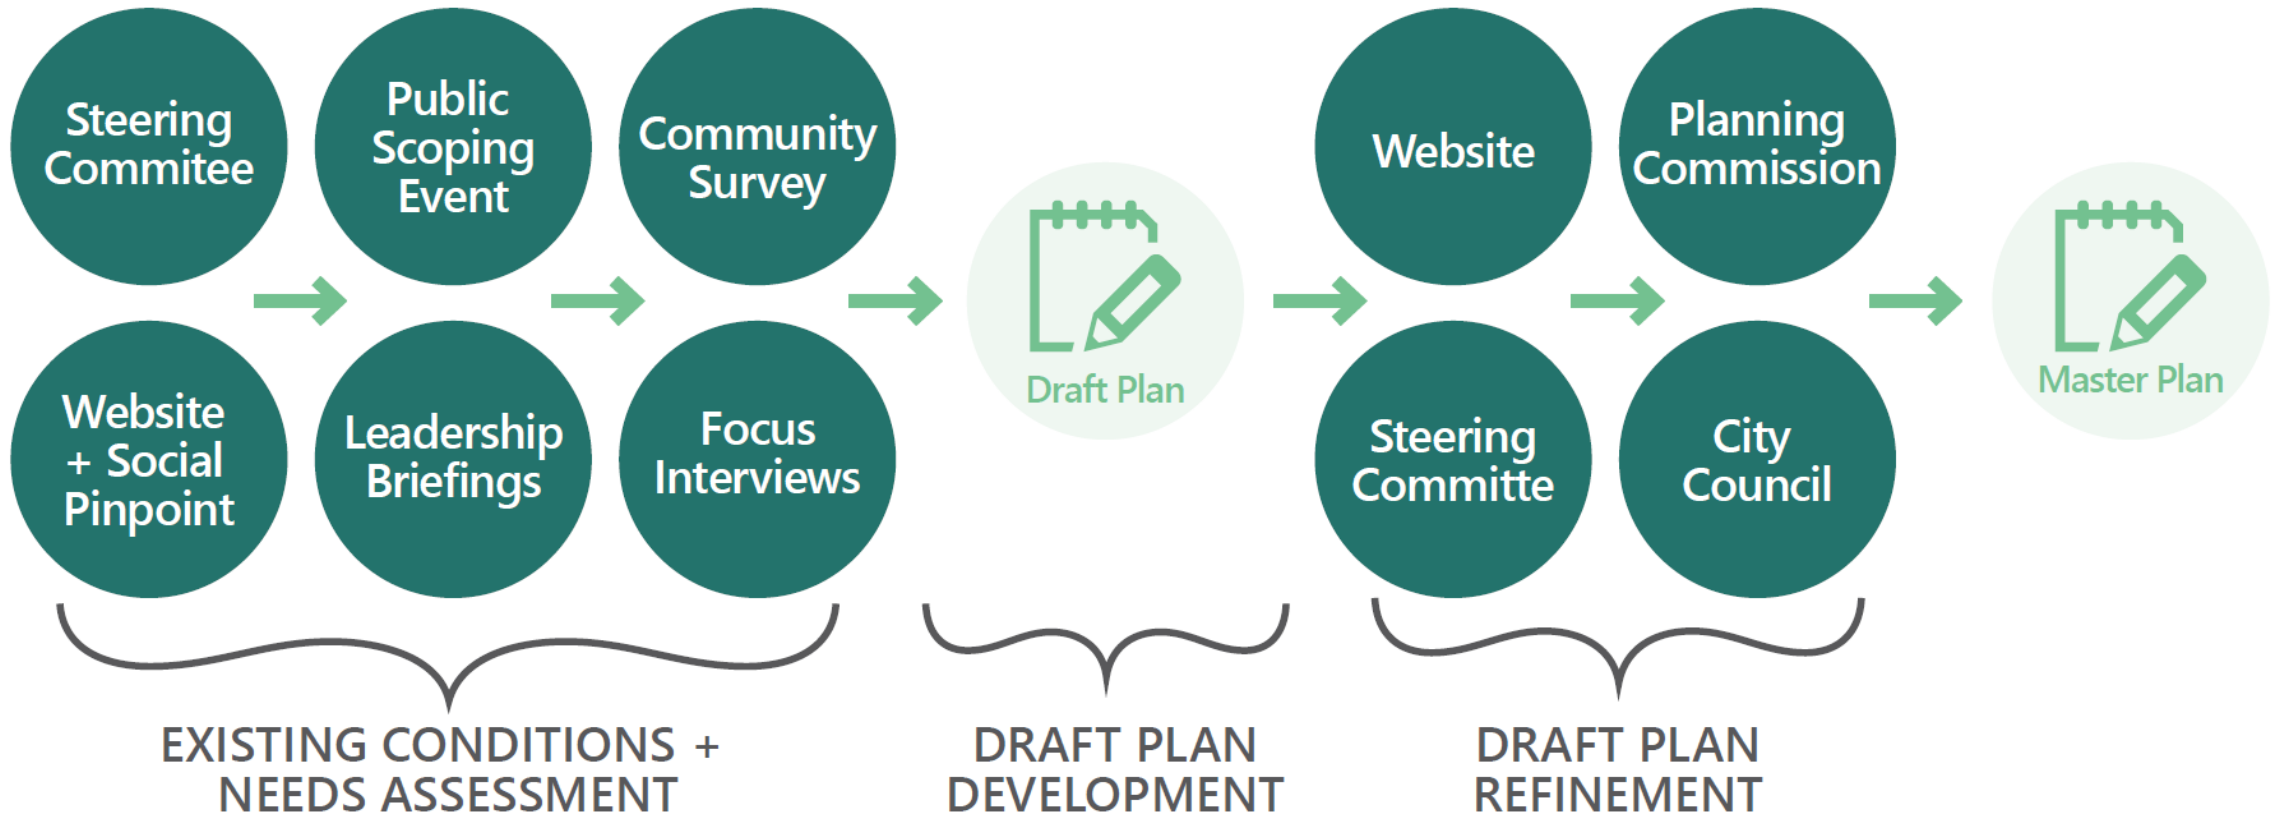 Steering
Commitee
Public
Scoping
Event
Community
Survey
Website
+ Social
Pinpoint
Leadership
Briefings
Focus
Interviews
Draft Plan
Website
Planning
Commission
Steering
Committe
City
Council
Master Plan
EXISTING CONDITIONS +
NEEDS ASSESSMENT
DRAFT PLAN
DEVELOPMENT
DRAFT PLAN
REFINEMENT